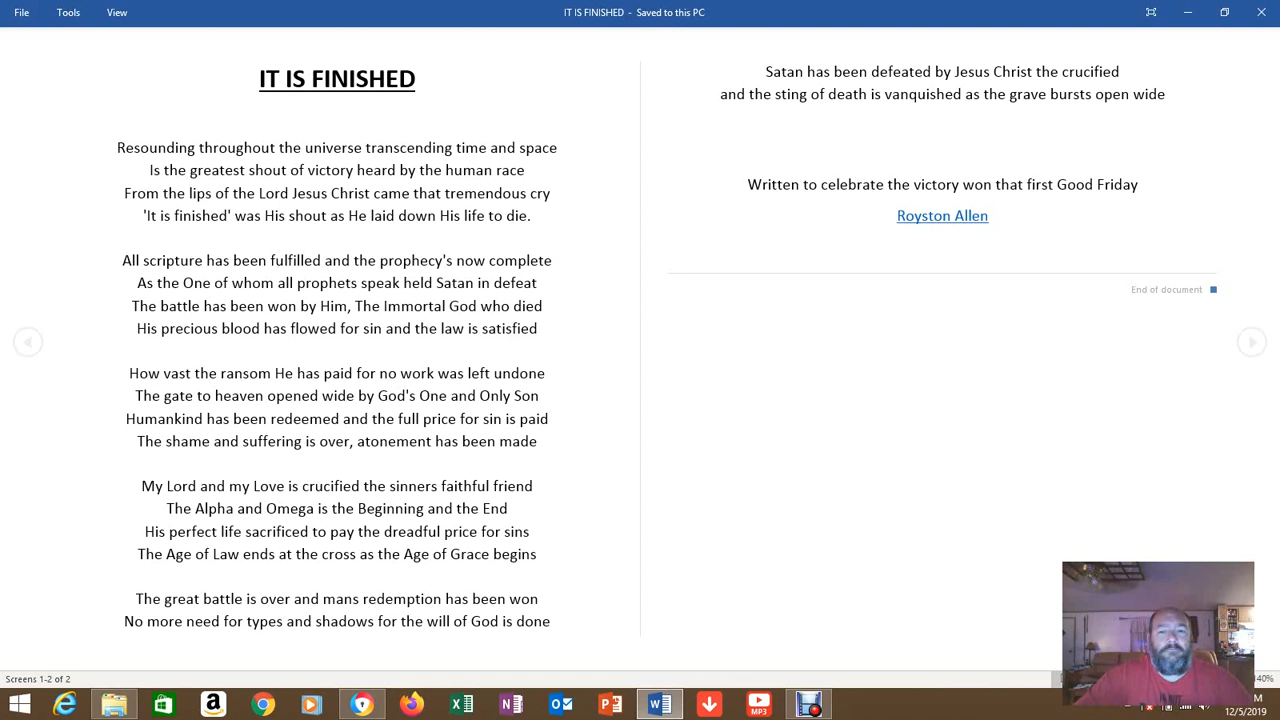 File Tools View IT IS FINISHED - Saved to this PC
IT IS FINISHED
Resounding throughout the universe transcending time and space
Is the greatest shout of victory heard by the human race
From the lips of the Lord Jesus Christ came that tremendous cry
'It is finished' was His shout as He laid down His life to die.
All scripture has been fulfilled and the prophecy's now complete
As the One of whom all prophets speak held Satan in defeat
The battle has been won by Him, The Immortal God who died
His precious blood has flowed for sin and the law is satisfied
How vast the ransom He has paid for no work was left undone
The gate to heaven opened wide by God's One and Only Son
Humankind has been redeemed and the full price for sin is paid
The shame and suffering is over, atonement has been made
My Lord and my Love is crucified the sinners faithful friend
The Alpha and Omega is the Beginning and the End
His perfect life sacrificed to pay the dreadful price for sins
The Age of Law ends at the cross as the Age of Grace begins
The great battle is over and mans redemption has been won
No more need for types and shadows for the will of God is done
Satan has been defeated by Jesus Christ the crucified
and the sting of death is vanquished as the grave bursts open wide
Written to celebrate the victory won that first Good Friday
Royston Allen
End of document
Screens 1-2 of 2
140%
MP3
12/5/2019